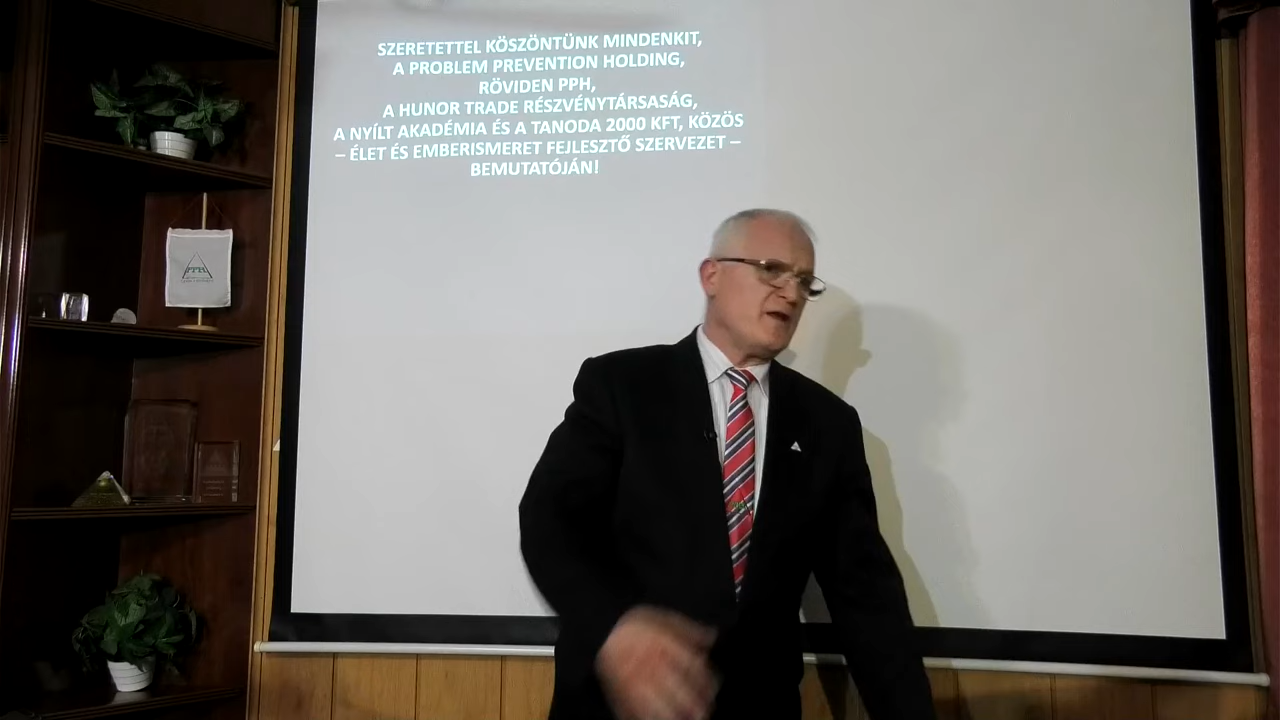 SZERETETTEL KÖSZÖNTÜNK MINDENKIT,
A PROBLEM PREVENTION HOLDING,
RÖVIDEN PPH,
A HUNOR TRADE RÉSZVÉNYTÁRSASÁG,
A NYÍLT AKADÉMIA ÉS A TANODA 2000 KFT, KÖZÖS
– ÉLET ÉS EMBERISMERET FEJLESZTŐ SZERVEZET –
BEMUTATÓJÁN!
PPH